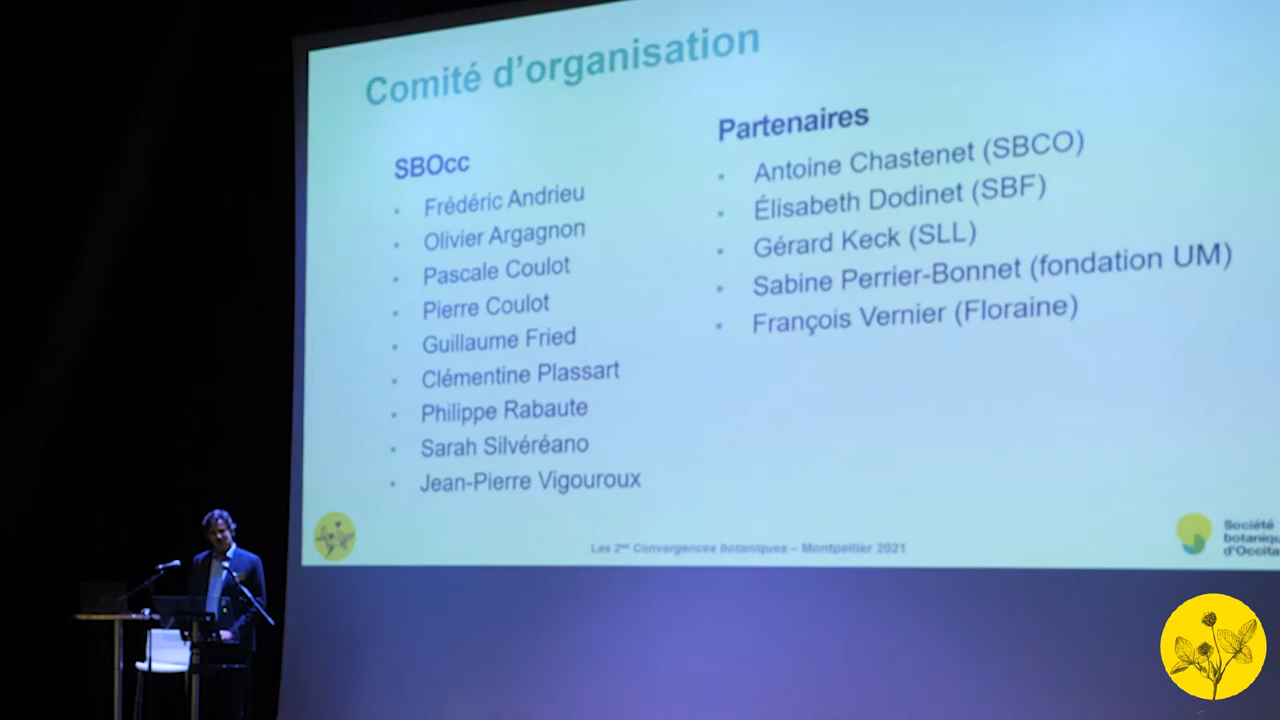 Comité d'organisation
SBOcc
Frédéric Andrieu
Olivier Argagnon
Pascale Coulot
Pierre Coulot
Guillaume Fried
Clémentine Plassart
Philippe Rabaute
Sarah Silvéréano
Jean-Pierre Vigouroux
Partenaires
Antoine Chastenet (SBCO)
Élisabeth Dodinet (SBF)
Gérard Keck (SLL)
Sabine Perrier-Bonnet (fondation UM)
François Vernier (Floraine)
Les 2èmes Convergences botaniques – Montpellier 2021
Société
botaniqu
d'Occita